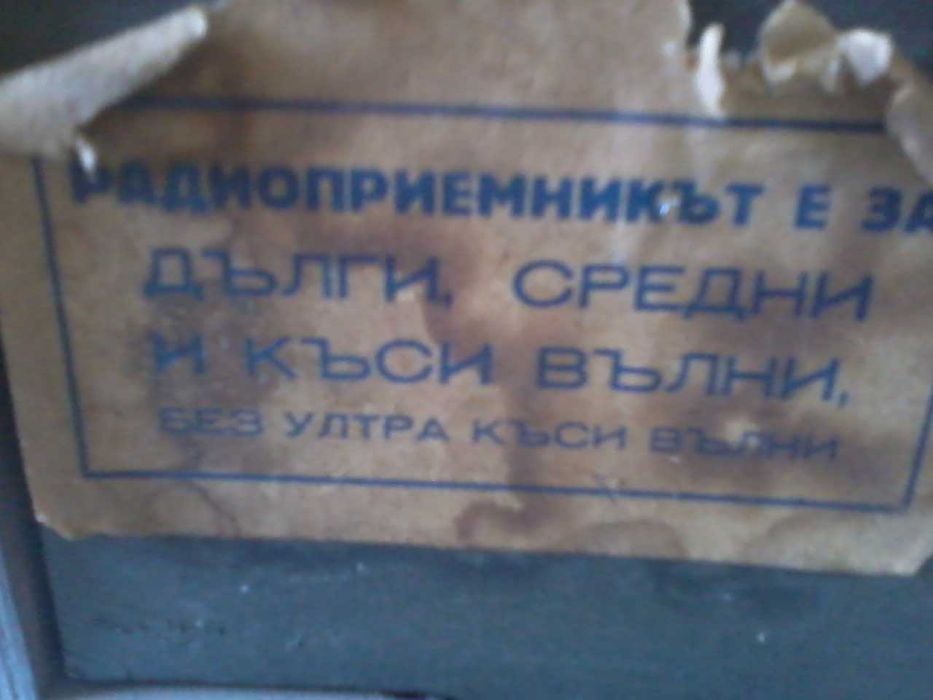 РАДИОПРИЕМНИКЪТ Е ЗА
ДЪЛГИ, СРЕДНИ
И КЪСИ ВЪЛНИ,
БЕЗ УЛТРА КЪСИ ВЪЛНИ